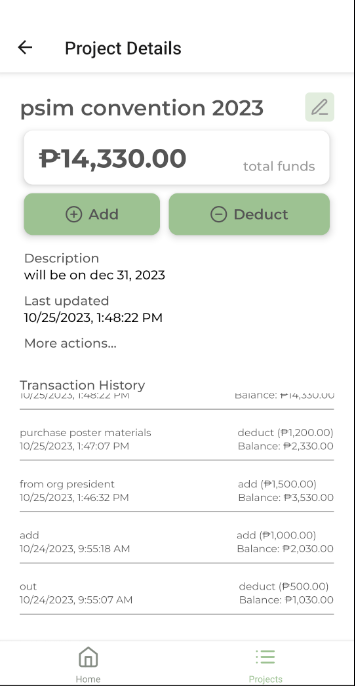 Project Details
psim convention 2023
₱14,330.00 total funds
Add
Deduct
Description
will be on dec 31, 2023
Last updated
10/25/2023, 1:48:22 PM
More actions...
Transaction History
10/25/2023, 1:48:22 PM Balance: ₱14,330.00
purchase poster materials deduct (₱1,200.00)
10/25/2023, 1:47:07 PM Balance: ₱2,330.00
from org president add (₱1,500.00)
10/25/2023, 1:46:32 PM Balance: ₱3,530.00
add add (₱1,000.00)
10/24/2023, 9:55:18 AM Balance: ₱2,030.00
out deduct (₱500.00)
10/24/2023, 9:55:07 AM Balance: ₱1,030.00
Home Projects